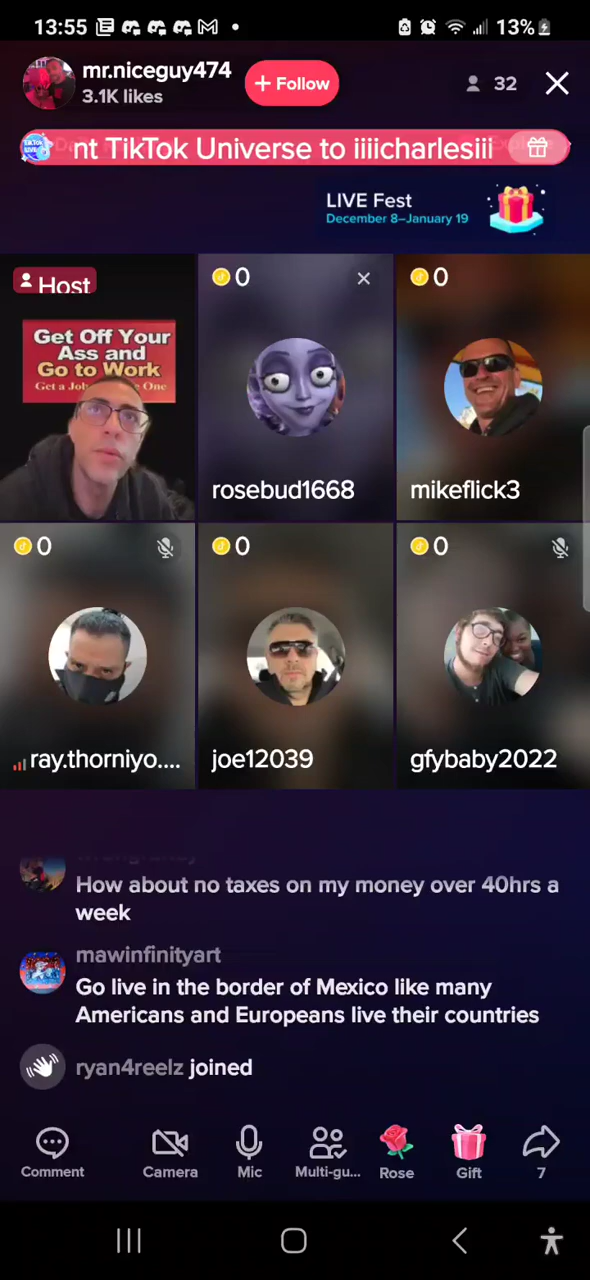 13:55
13%
mr.niceguy474
3.1K likes
+ Follow
32
nt TikTok Universe to iiiicharlesiii
LIVE Fest
December 8–January 19
Host
Get Off Your
Ass and
Go to Work
Get a Job One
0
rosebud1668
0
mikeflick3
0
ray.thorniyo....
0
joe12039
0
gfybaby2022
How about no taxes on my money over 40hrs a
week
mawinfinityart
Go live in the border of Mexico like many
Americans and Europeans live their countries
ryan4reelz joined
Comment
Camera
Mic
Multi-gu...
Rose
Gift
7